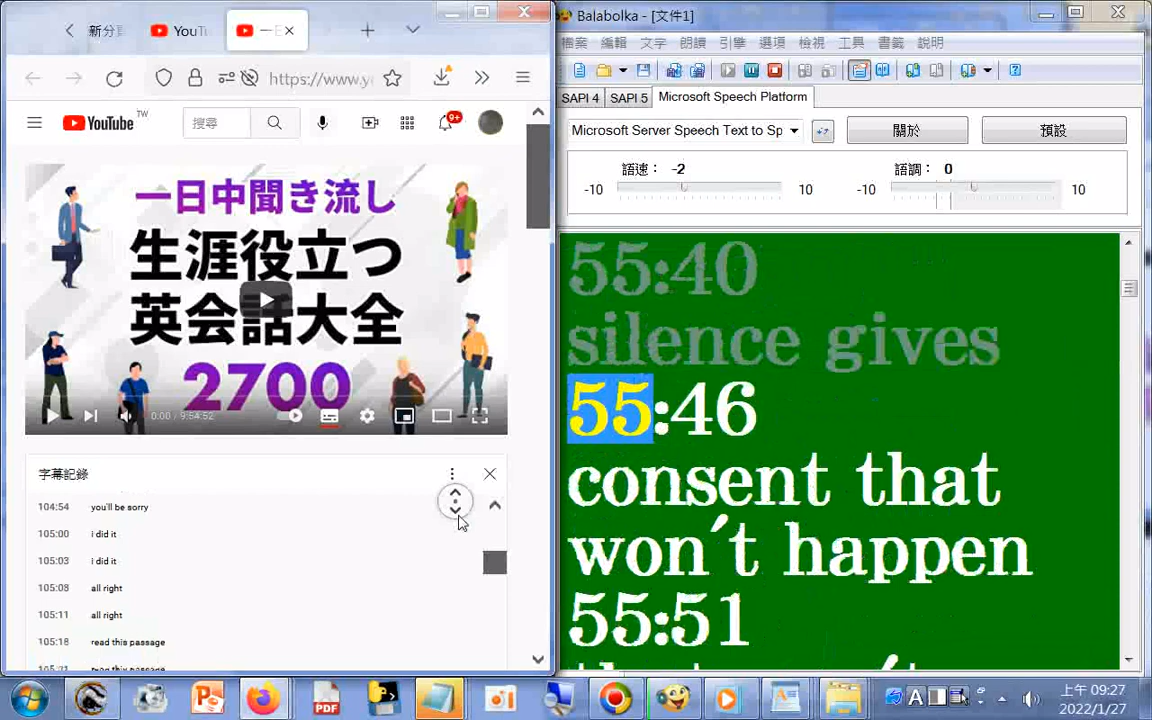 新分
YouTu
一 E
https://www.y
TW
YouTube
搜尋
9+
一日中聞き流し
生涯役立つ
英会話大全
2700
0:00 / 9:54:52
字幕記錄
104:54 you'll be sorry
105:00 i did it
105:03 i did it
105:08 all right
105:11 all right
105:18 read this passage
105:21 read this passage
Balabolka - [文件1]
檔案 編輯 文字 朗讀 引擎 選項 檢視 工具 書籤 說明
SAPI 4 SAPI 5 Microsoft Speech Platform
Microsoft Server Speech Text to Sp
關於
預設
語速： -2
語調： 0
-10 10 -10 10
55:40
silence gives
55:46
consent that
won't happen
55:51
PDF
A
上午 09:27
2022/1/27